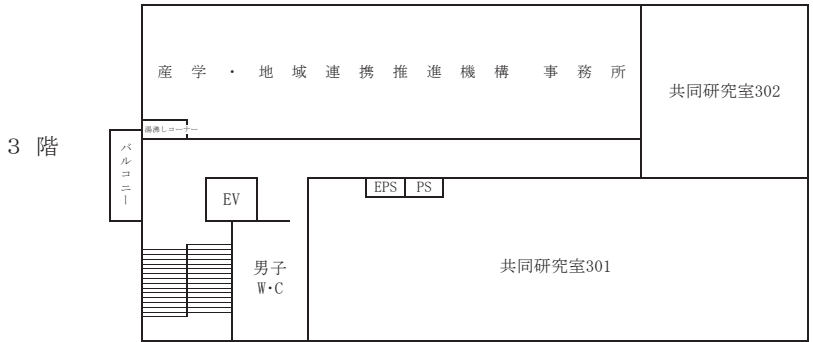 産学・地域連携推進機構 事務所
共同研究室302
湯沸しコーナー
３階
バルコニー
EPS
PS
EV
共同研究室301
男子
W・C